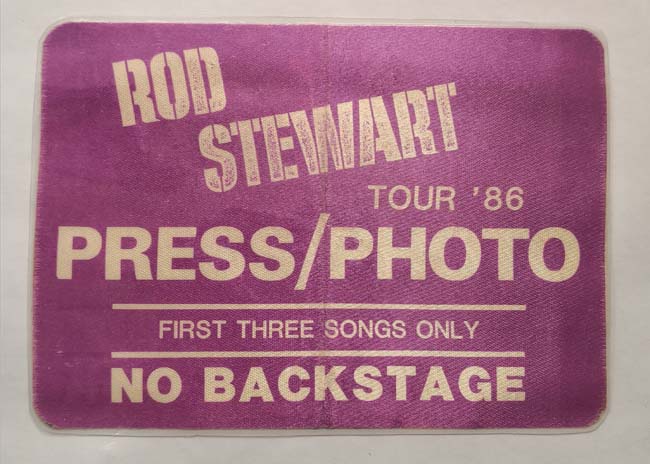 ROD
STEWART
TOUR '86
PRESS/PHOTO
FIRST THREE SONGS ONLY
NO BACKSTAGE